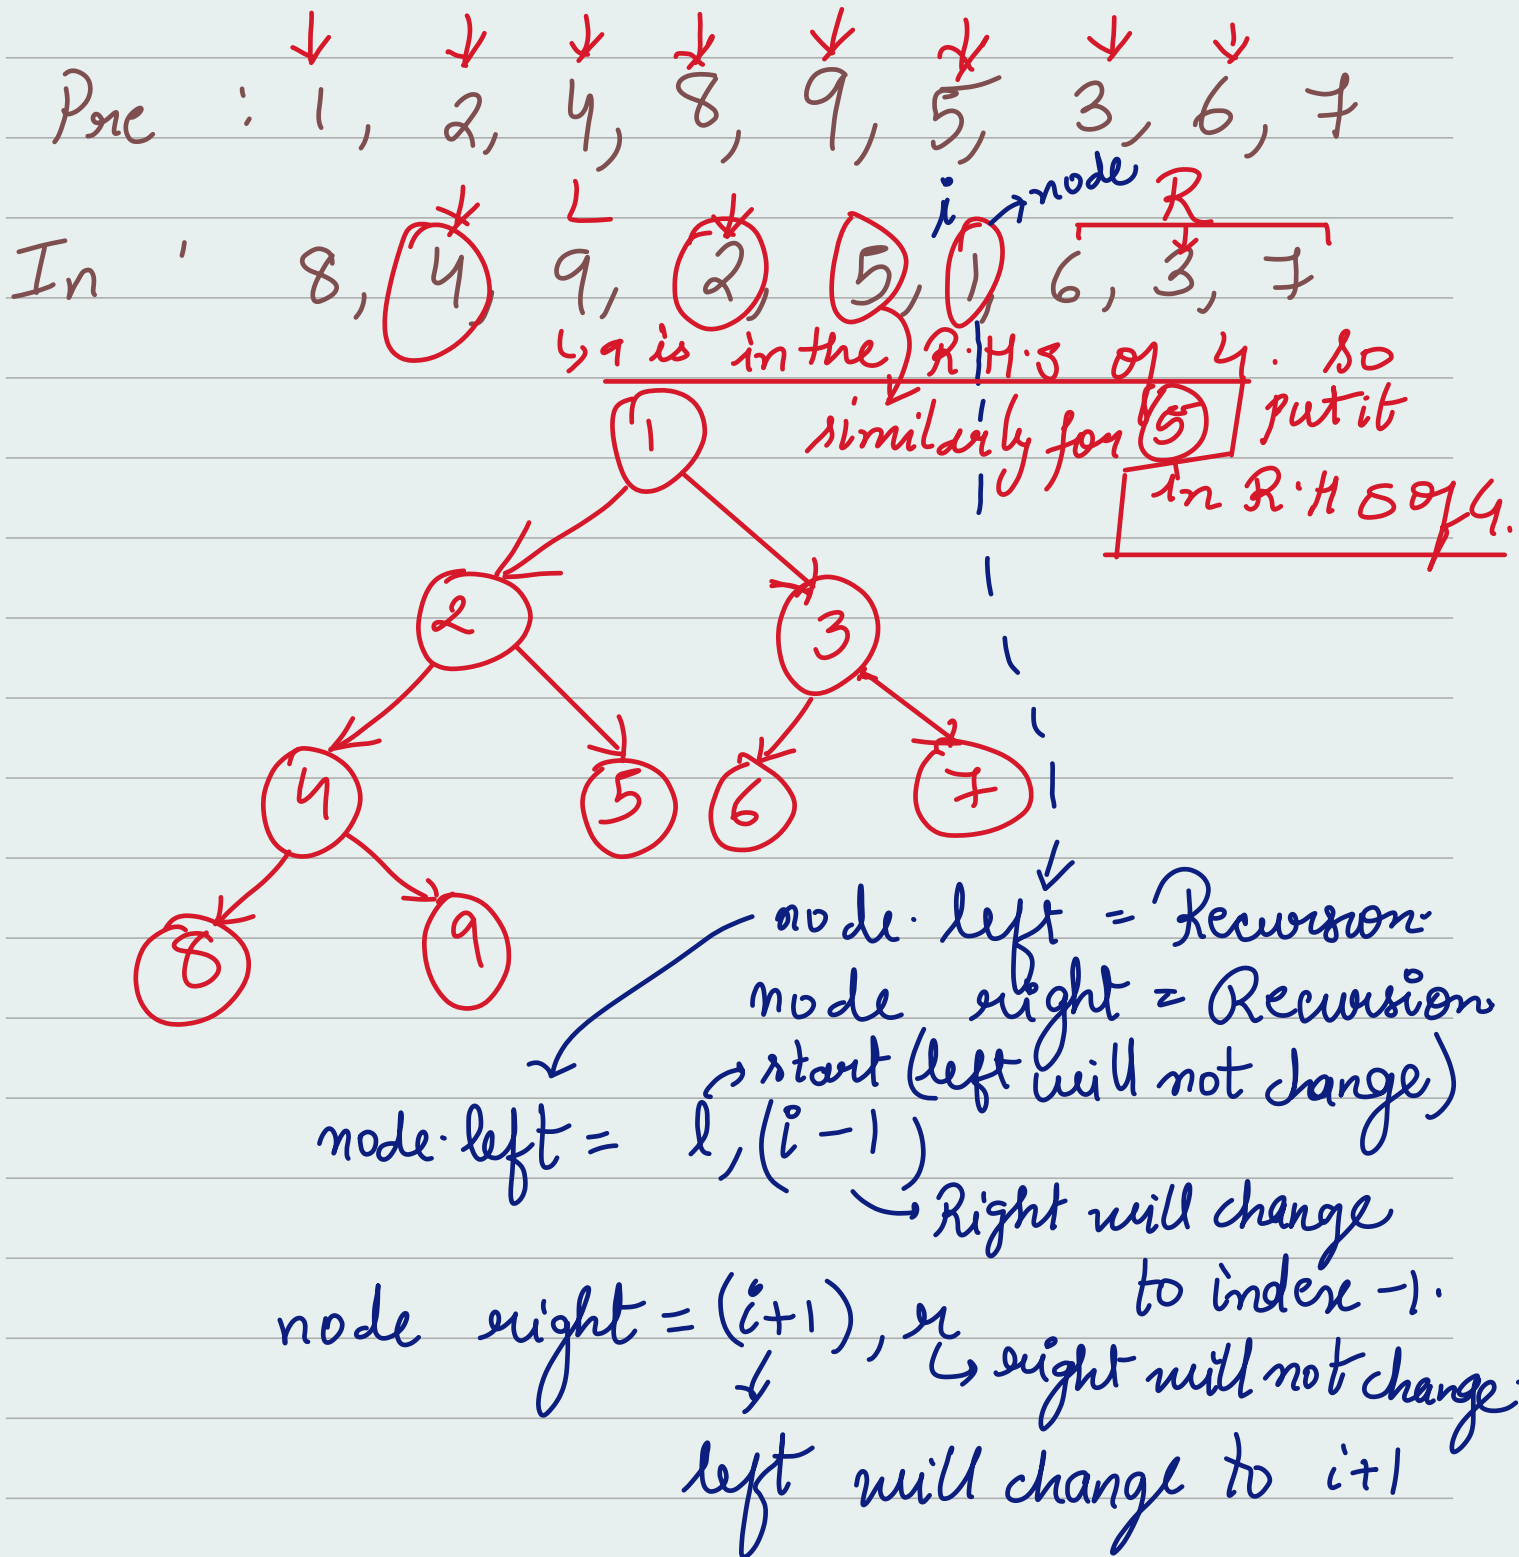 Pre : 1, 2, 4, 8, 9, 5, 3, 6, 7
L i node R
In ' 8, 4, 9, 2, 5, 1, 6, 3, 7
9 is in the R.H.S of 4. so
similarly for 5 put it
in R.H S of 4.
1
2 3
4 5 6 7
8 9
node.left = Recursion
node right = Recursion
start (left will not change)
node.left = l, (i-1)
Right will change
to index -1.
node right = (i+1), r
right will not change
left will change to i+1